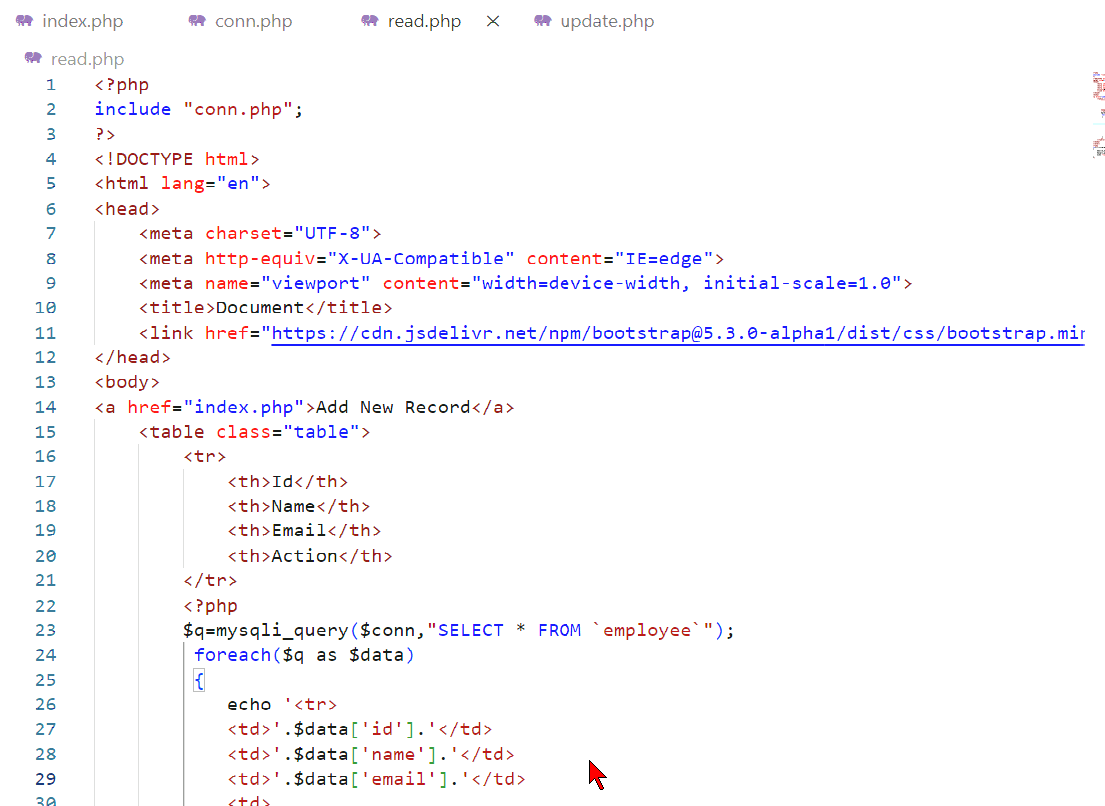 index.php conn.php read.php × update.php
read.php
1 <?php
2 include "conn.php";
3 ?>
4 <!DOCTYPE html>
5 <html lang="en">
6 <head>
7 <meta charset="UTF-8">
8 <meta http-equiv="X-UA-Compatible" content="IE=edge">
9 <meta name="viewport" content="width=device-width, initial-scale=1.0">
10 <title>Document</title>
11 <link href="https://cdn.jsdelivr.net/npm/bootstrap@5.3.0-alpha1/dist/css/bootstrap.min
12 </head>
13 <body>
14 <a href="index.php">Add New Record</a>
15 <table class="table">
16 <tr>
17 <th>Id</th>
18 <th>Name</th>
19 <th>Email</th>
20 <th>Action</th>
21 </tr>
22 <?php
23 $q=mysqli_query($conn,"SELECT * FROM `employee`");
24 foreach($q as $data)
25 {
26 echo '<tr>
27 <td>'.$data['id'].'</td>
28 <td>'.$data['name'].'</td>
29 <td>'.$data['email'].'</td>
30 <td>